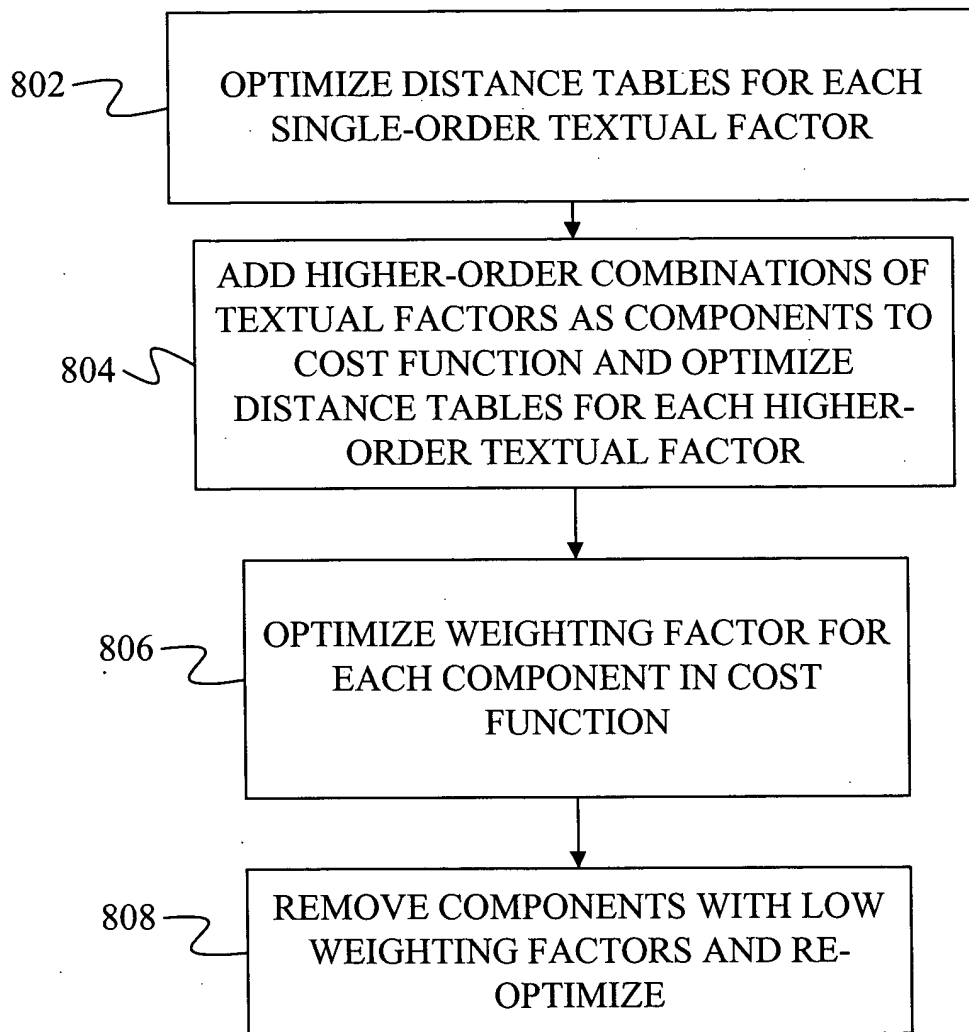 802
OPTIMIZE DISTANCE TABLES FOR EACH
SINGLE-ORDER TEXTUAL FACTOR
804
ADD HIGHER-ORDER COMBINATIONS OF
TEXTUAL FACTORS AS COMPONENTS TO
COST FUNCTION AND OPTIMIZE
DISTANCE TABLES FOR EACH HIGHER-
ORDER TEXTUAL FACTOR
806
OPTIMIZE WEIGHTING FACTOR FOR
EACH COMPONENT IN COST
FUNCTION
808
REMOVE COMPONENTS WITH LOW
WEIGHTING FACTORS AND RE-
OPTIMIZE